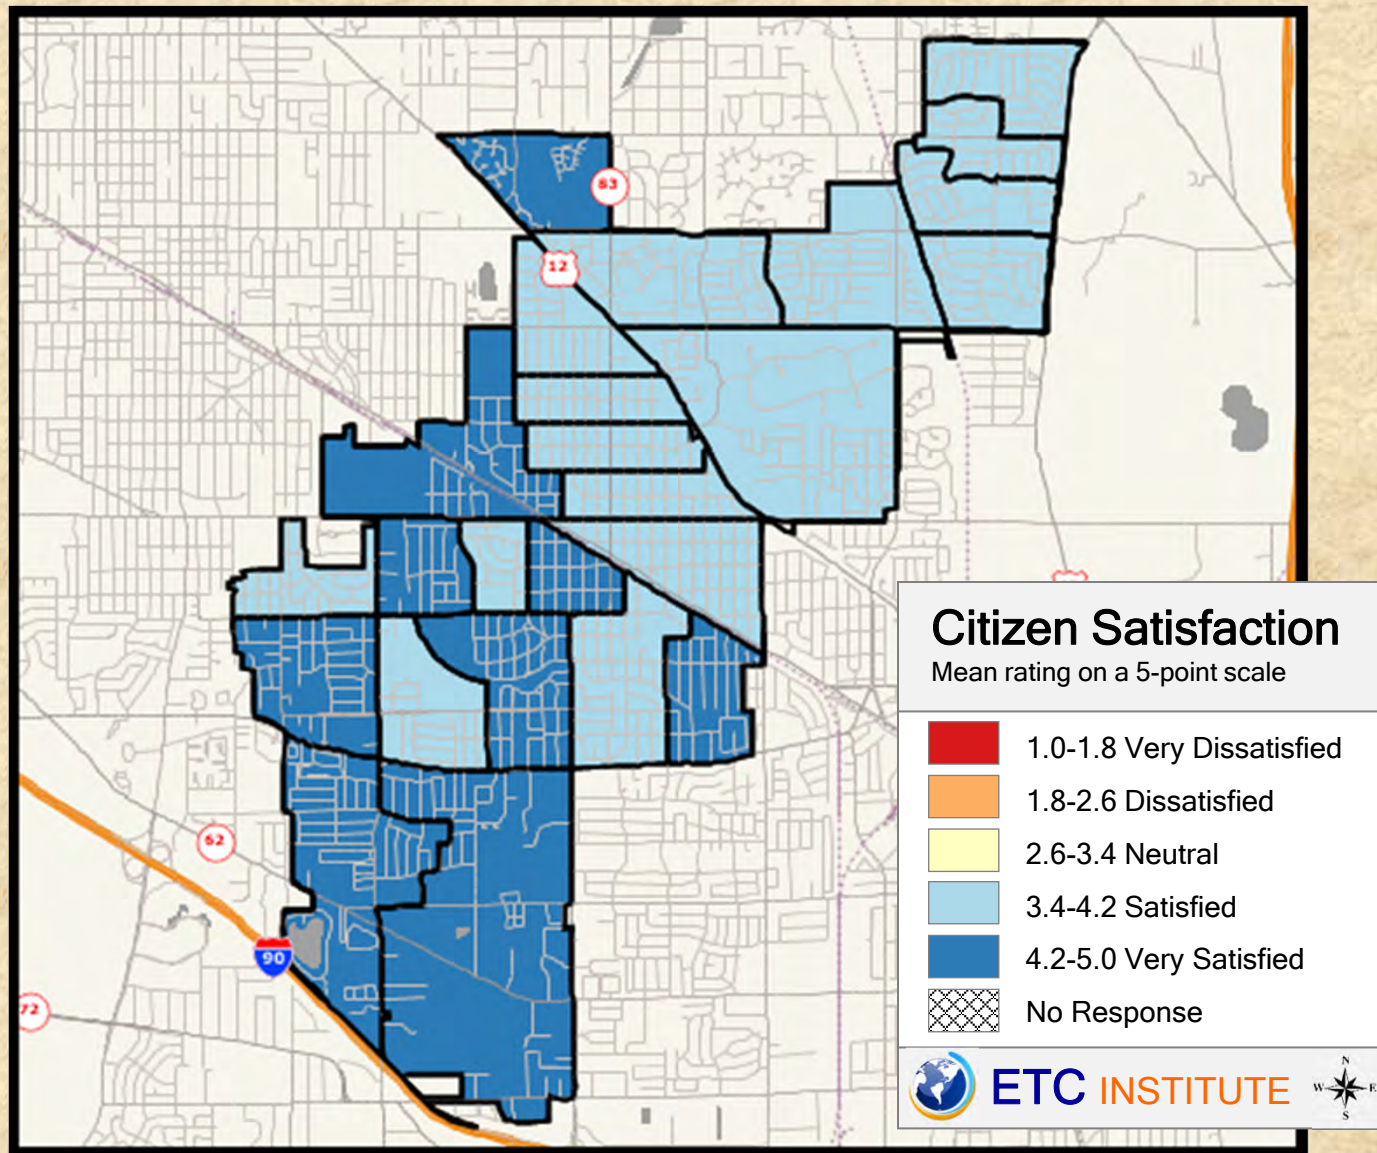 83
12
Citizen Satisfaction
Mean rating on a 5-point scale
1.0-1.8 Very Dissatisfied
1.8-2.6 Dissatisfied
2.6-3.4 Neutral
62
3.4-4.2 Satisfied
90
4.2-5.0 Very Satisfied
72
No Response
ETC INSTITUTE
N
W E
S